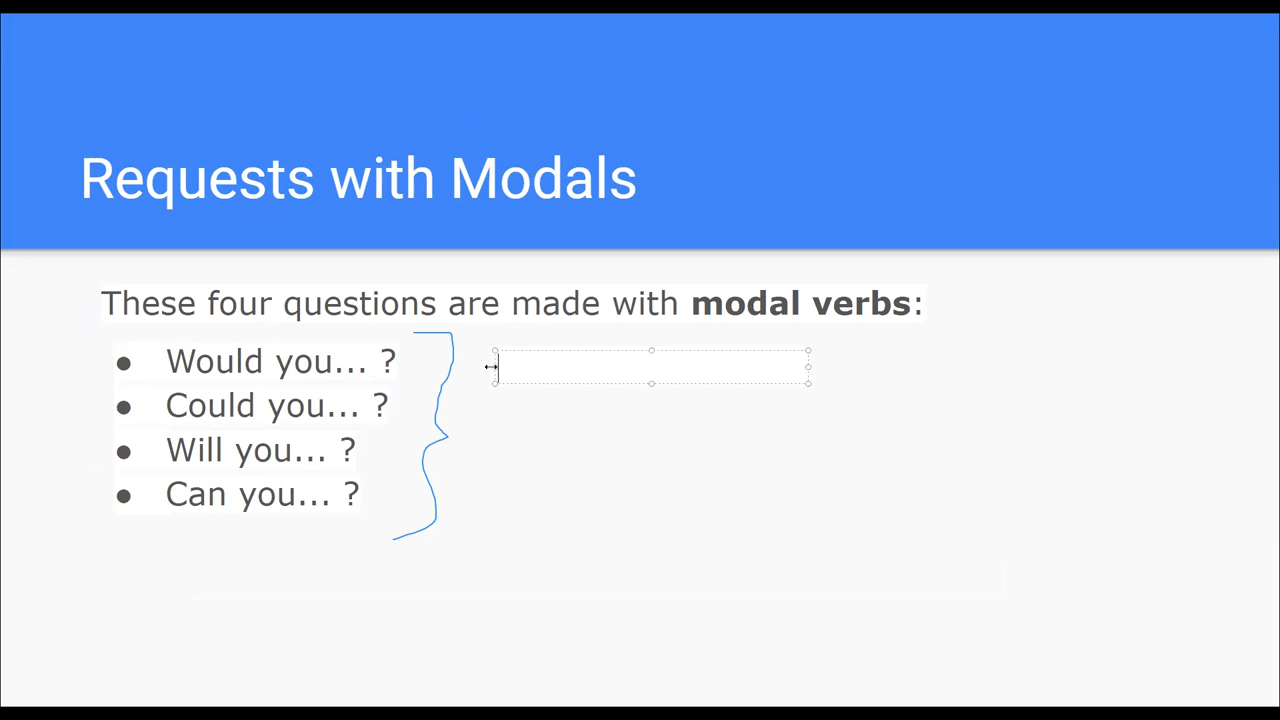 Requests with Modals
These four questions are made with modal verbs:
● Would you... ?
● Could you... ?
● Will you... ?
● Can you... ?